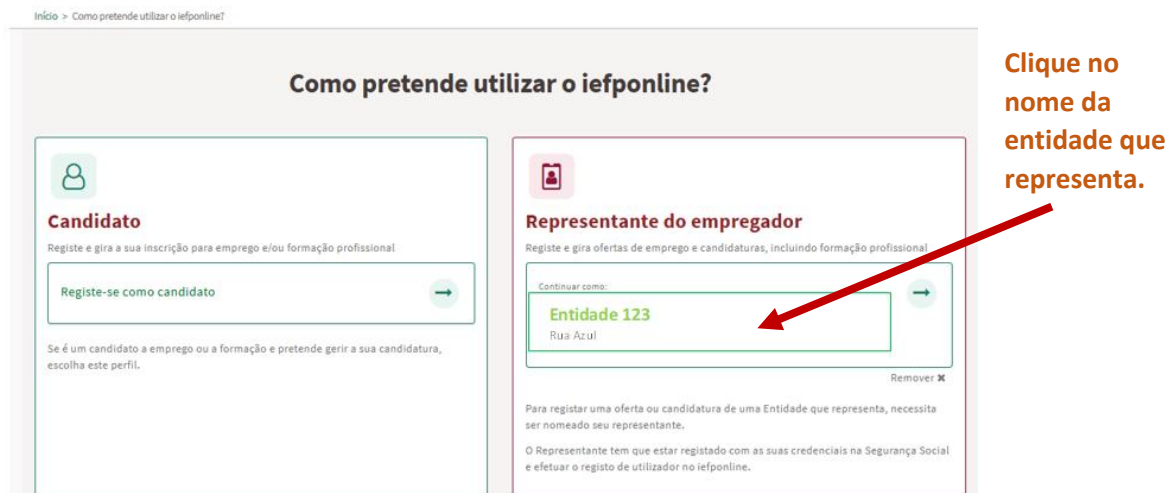 Início > Como pretende utilizar o iefponline?
Como pretende utilizar o iefponline?
Clique no
nome da
entidade que
representa.
Candidato
Registe e gira a sua inscrição para emprego e/ou formação profissional
Registe-se como candidato
Se é um candidato a emprego ou a formação e pretende gerir a sua candidatura,
escolha este perfil.
Representante do empregador
Registe e gira ofertas de emprego e candidaturas, incluindo formação profissional
Continuar como:
Entidade 123
Rua Azul
Remover ✖
Para registar uma oferta ou candidatura de uma Entidade que representa, necessita
ser nomeado seu representante.
O Representante tem que estar registado com as suas credenciais na Segurança Social
e efetuar o registo de utilizador no iefponline.